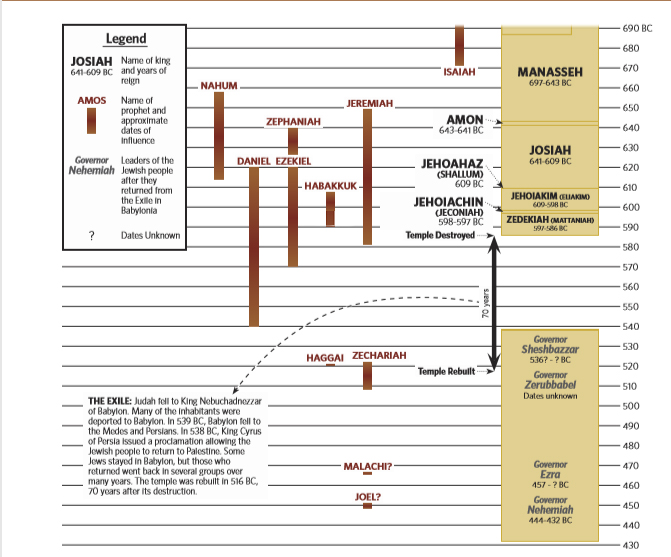 Legend
JOSIAH
641-609 BC
Name of king
and years of
reign
AMOS
Name of
prophet and
approximate
dates of
influence
Governor
Nehemiah
Leaders of the
Jewish people
after they
returned from
the Exile in
Babylonia
?
Dates Unknown
NAHUM
ZEPHANIAH
DANIEL
EZEKIEL
HABAKKUK
JEREMIAH
ISAIAH
MANASSEH
697-643 BC
AMON
643-641 BC
JOSIAH
641-609 BC
JEHOAHAZ
(SHALLUM)
609 BC
JEHOIAKIM (ELIAKIM)
609-598 BC
JEHOIACHIN
(JECONIAH)
598-597 BC
ZEDEKIAH (MATTANIAH)
597-586 BC
Temple Destroyed
70 years
Temple Rebuilt
HAGGAI
ZECHARIAH
MALACHI?
JOEL?
Governor
Sheshbazzar
536? - ? BC
Governor
Zerubbabel
Dates unknown
Governor
Ezra
457 - ? BC
Governor
Nehemiah
444-432 BC
THE EXILE: Judah fell to King Nebuchadnezzar
of Babylon. Many of the inhabitants were
deported to Babylon. In 539 BC, Babylon fell to
the Medes and Persians. In 538 BC, King Cyrus
of Persia issued a proclamation allowing the
Jewish people to return to Palestine. Some
Jews stayed in Babylon, but those who
returned went back in several groups over
many years. The temple was rebuilt in 516 BC,
70 years after its destruction.
690 BC
680
670
660
650
640
630
620
610
600
590
580
570
560
550
540
530
520
510
500
490
480
470
460
450
440
430